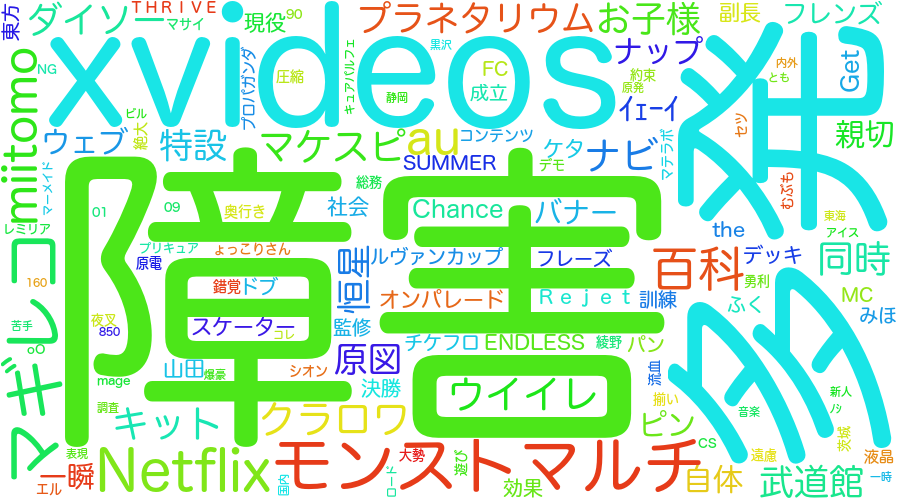 東方
ダイソー
THRIVE
マサイ
現役
90
プラネタリウム
お子様
副長
フレンズ
NG
miitomo
xvideos
プロパガンダ
圧縮
キュアパルフェ
黒沢
静岡
FC
成立
ナップ
約束
原発
ｲｪｰｲ
発
Get
内外
とも
セツ
親切
ビル
絶大
ウェブ
特設
マケスピ
au
コンテンツ
SUMMER
ケタ
デモ
ナビ
マテラボ
むぶも
マーメイド
レミリア
01
09
障害
奥行き
総務
社会
Chance
バナー
the
東海
アイス
プリキュア
ょっこりさん
原電
錯覚
ドブ
恒星
ルヴァンカップ
フレーズ
百科
デッキ
同時
160
夜叉
850
スケーター
コレ
監修
オンパレード
Rejet
訓練
勇利
ふく
MC
みほ
マギレコ
苦手
oO
mage
山田
爆豪
シオン
原図
決勝
チケフロ
ENDLESS
綾野
パン
流血
多
調査
キット
クラロワ
ウイイレ
ピン
揃い
音楽
新人
ﾉｼ
茨城
CS
表現
一瞬
エル
Netflix
国内
モンストマルチ
大勢
ロード
遊び
効果
自体
遠慮
武道館
液晶
一時